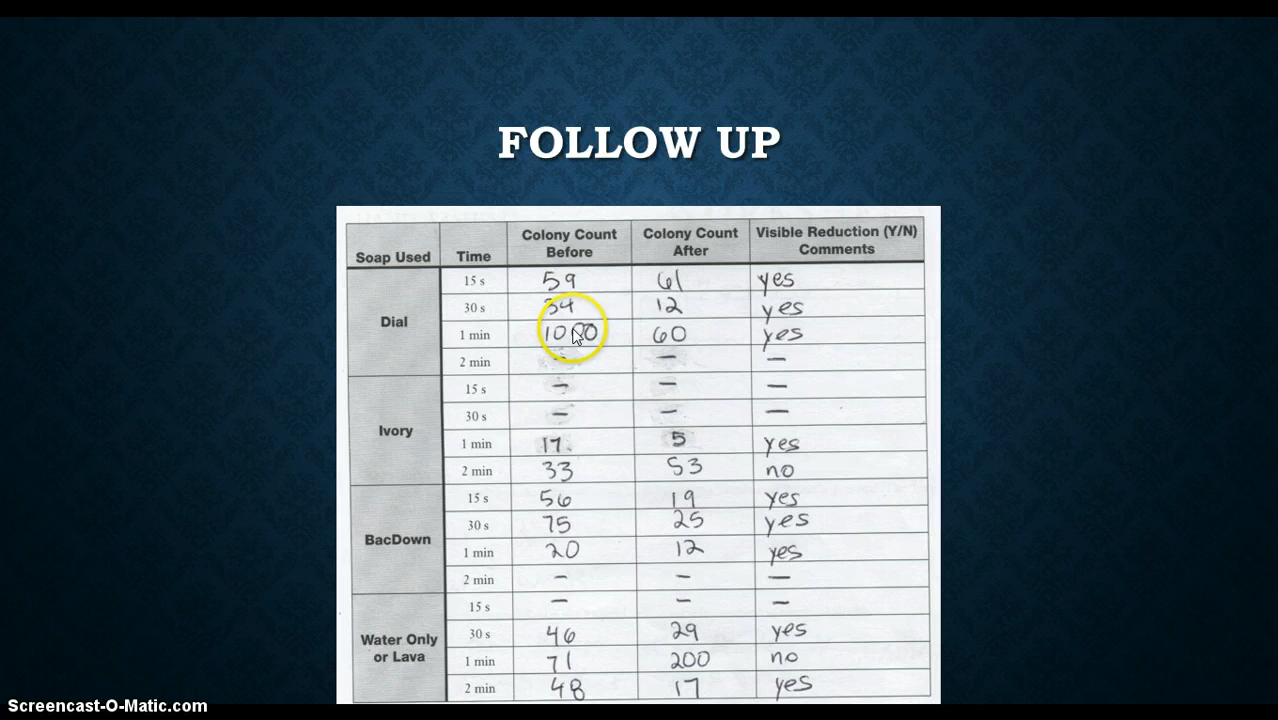 FOLLOW UP
Soap Used Time Colony Count Before Colony Count After Visible Reduction (Y/N) Comments
Dial
15 s 59 61 yes
30 s 34 12 yes
1 min 1000 60 yes
2 min - - -
Ivory
15 s - - -
30 s - - -
1 min 17 5 yes
2 min 33 53 no
BacDown
15 s 56 19 yes
30 s 75 25 yes
1 min 20 12 yes
2 min - - -
Water Only or Lava
15 s - - -
30 s 46 29 yes
1 min 71 200 no
2 min 48 17 yes
Screencast-O-Matic.com